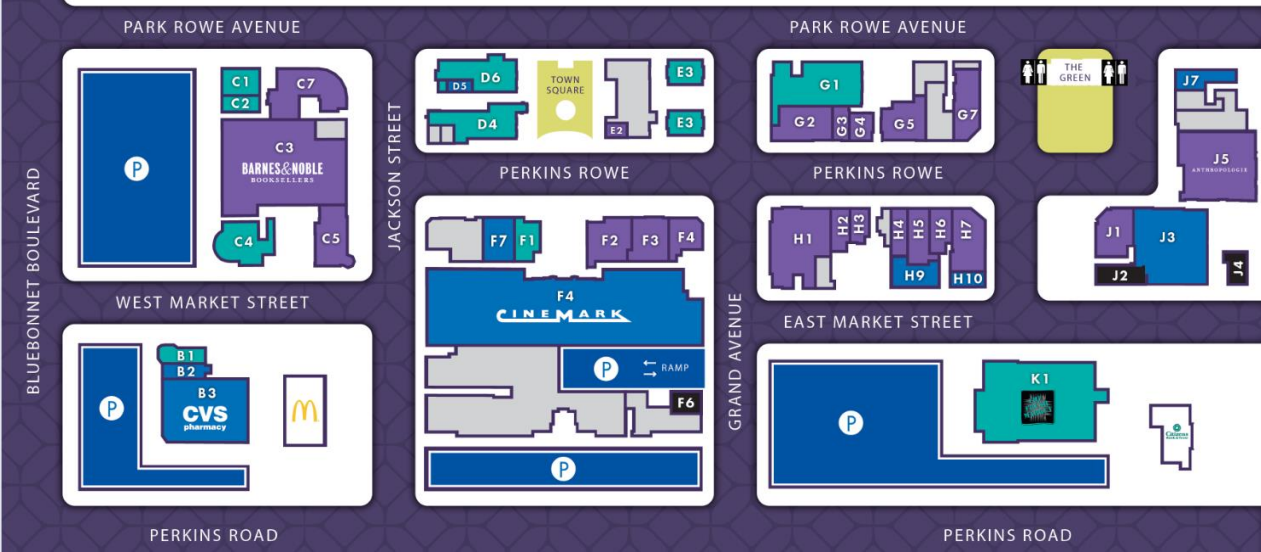 PARK ROWE AVENUE
PARK ROWE AVENUE
C1
C2
C7
C3
BARNES&NOBLE
BOOKSELLERS
C4
C5
P
D6
D5
D4
TOWN
SQUARE
E2
E3
E3
G1
G2
G3
G4
G5
G7
THE
GREEN
J7
J5
ANTHROPOLOGIE
BLUEBONNET BOULEVARD
JACKSON STREET
PERKINS ROWE
PERKINS ROWE
F7
F1
F2
F3
F4
H1
H2
H3
H4
H5
H6
H7
H9
H10
J1
J3
J2
J4
WEST MARKET STREET
F4
CINEMARK
GRAND AVENUE
EAST MARKET STREET
B1
B2
B3
CVS
pharmacy
P
P
RAMP
F6
P
P
K1
Citizens
PERKINS ROAD
PERKINS ROAD